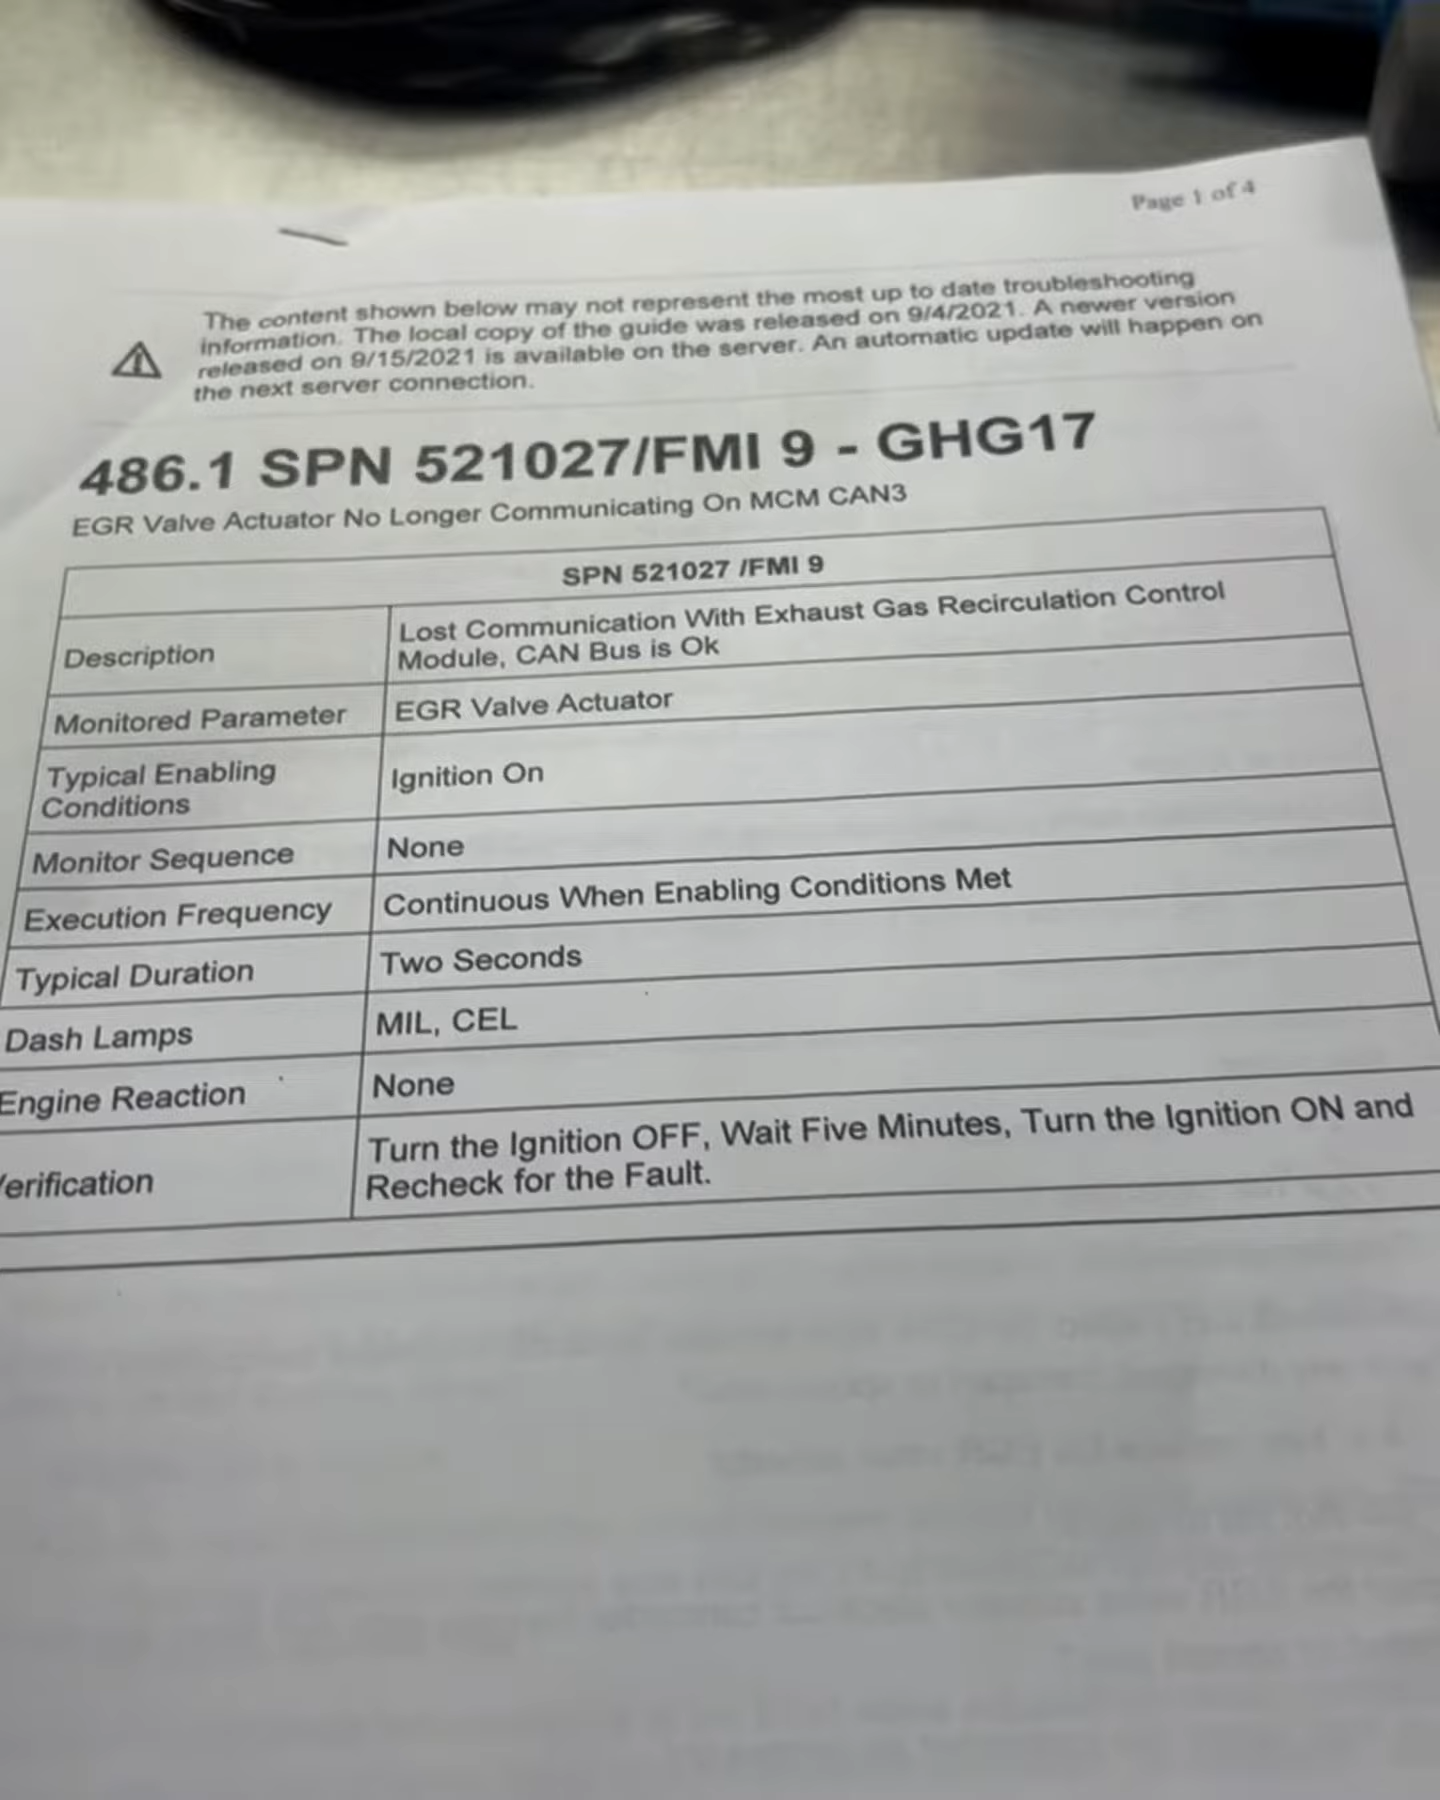 Page 1 of 4
The content shown below may not represent the most up to date troubleshooting
information. The local copy of the guide was released on 9/4/2021. A newer version
released on 9/15/2021 is available on the server. An automatic update will happen on
the next server connection.
486.1 SPN 521027/FMI 9 - GHG17
EGR Valve Actuator No Longer Communicating On MCM CAN3
SPN 521027 /FMI 9
Description
Lost Communication With Exhaust Gas Recirculation Control
Module, CAN Bus is Ok
Monitored Parameter
EGR Valve Actuator
Typical Enabling
Conditions
Ignition On
Monitor Sequence
None
Execution Frequency
Continuous When Enabling Conditions Met
Typical Duration
Two Seconds
Dash Lamps
MIL, CEL
Engine Reaction
None
erification
Turn the Ignition OFF, Wait Five Minutes, Turn the Ignition ON and
Recheck for the Fault.